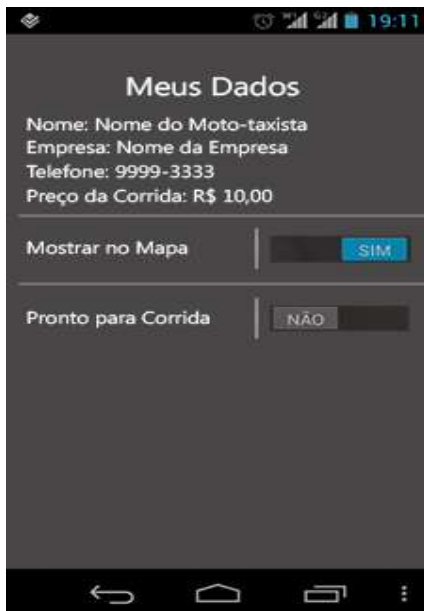 19:11
Meus Dados
Nome: Nome do Moto-taxista
Empresa: Nome da Empresa
Telefone: 9999-3333
Preço da Corrida: R$ 10,00
Mostrar no Mapa SIM
Pronto para Corrida NÃO